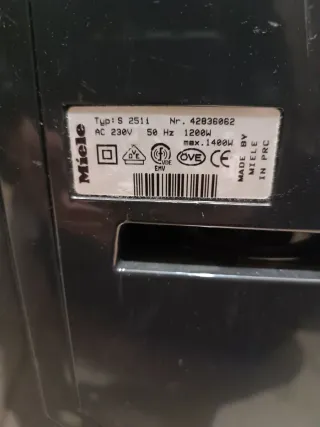 Miele
Typ: S 2511 Nr. 42836062
AC 230V 50 Hz 1200W
max. 1400W
VDE
EMV
ÖVE
MADE BY
MIELE
IN PRC